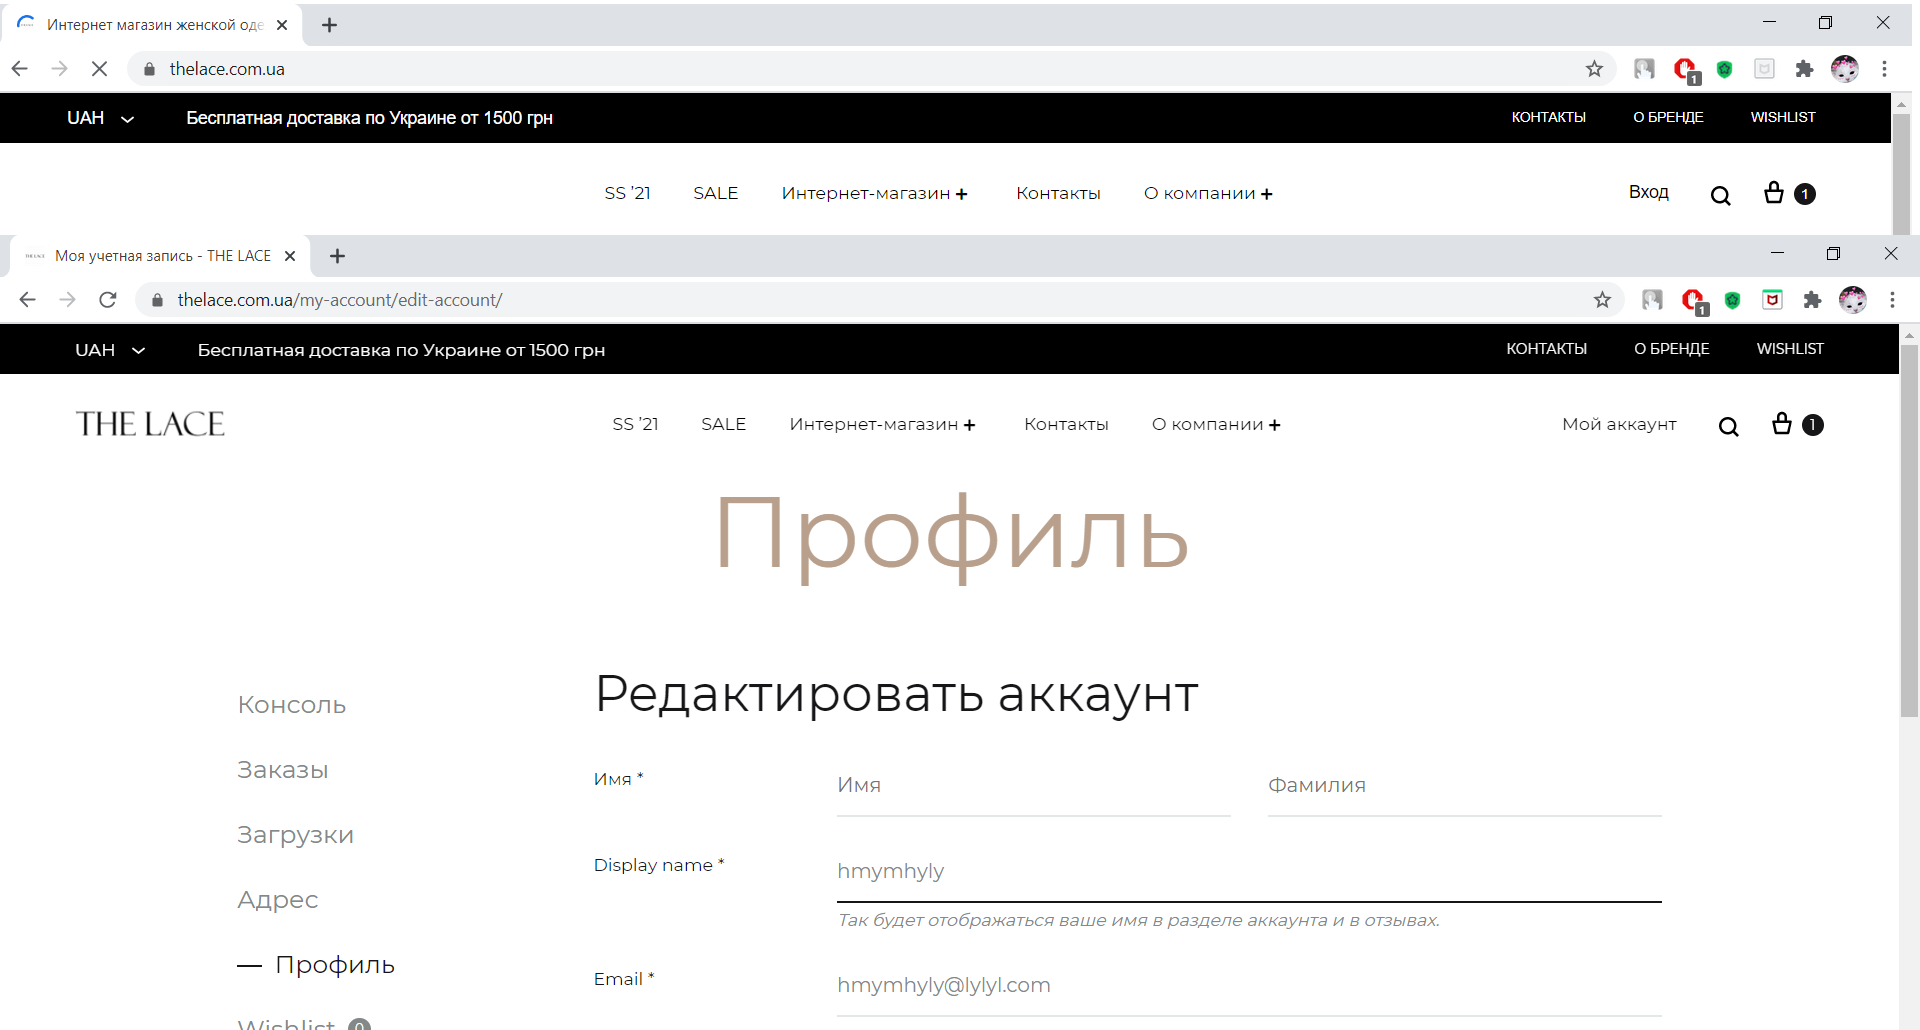 Интернет магазин женской оде
thelace.com.ua
1
UAH Бесплатная доставка по Украине от 1500 грн КОНТАКТЫ О БРЕНДЕ WISHLIST
SS '21 SALE Интернет-магазин + Контакты О компании + Вход 1
THE LACE Моя учетная запись - THE LACE
thelace.com.ua/my-account/edit-account/
1
UAH Бесплатная доставка по Украине от 1500 грн КОНТАКТЫ О БРЕНДЕ WISHLIST
THE LACE SS '21 SALE Интернет-магазин + Контакты О компании + Мой аккаунт 1
Профиль
Редактировать аккаунт
Консоль
Заказы
Загрузки
Адрес
— Профиль
Wishlist 0
Имя * Имя Фамилия
Display name * hmymhyly
Так будет отображаться ваше имя в разделе аккаунта и в отзывах.
Email * hmymhyly@lylyl.com